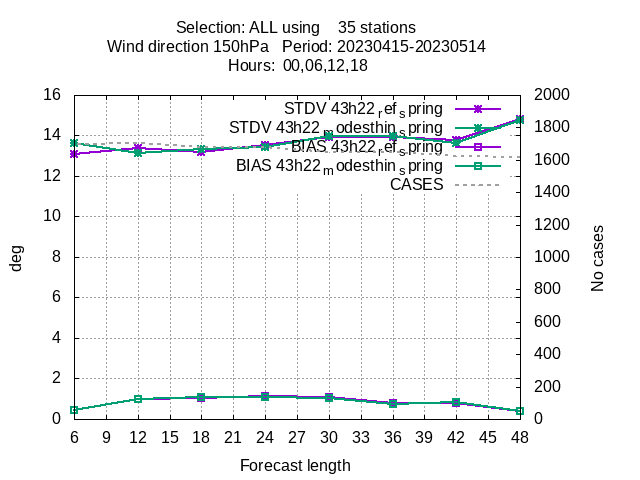 Selection: ALL using    35 stations
Wind direction 150hPa   Period: 20230415-20230514
Hours: 00,06,12,18
STDV 43h22_ref_spring
STDV 43h22_modesthin_spring
BIAS 43h22_ref_spring
BIAS 43h22_modesthin_spring
CASES
16
14
12
10
8
6
4
2
0
deg
2000
1800
1600
1400
1200
1000
800
600
400
200
0
No cases
6 9 12 15 18 21 24 27 30 33 36 39 42 45 48
Forecast length